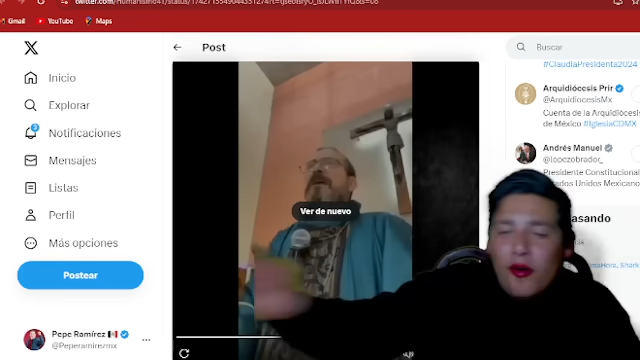 Gmail
YouTube
Maps
Post
Inicio
Explorar
Notificaciones
Mensajes
Listas
Perfil
Más opciones
Postear
Pepe Ramírez
@Peperamirezmx
Ver de nuevo
Buscar
#ClaudiaPresidenta2024
Arquidiócesis Prir
@ArquidiocesisMx
Cuenta de la Arquidiócesis
de México #IglesiaCDMX
Andrés Manuel
@lopezobrador_
Presidente Constitucional
Estados Unidos Mexicano
asando